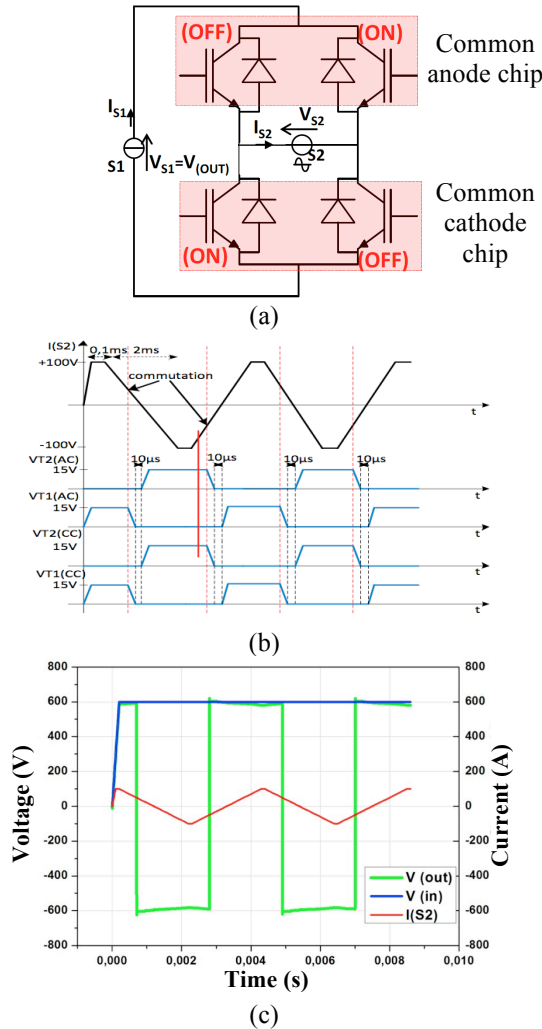 (OFF)
(ON)
Common
anode chip
I_S1
V_S2
I_S2
S1
V_S1=V_(OUT)
S2
(ON)
(OFF)
Common
cathode
chip
(a)
I(S2)
0,1ms 2ms
+100V
commutation
t
-100V
VT2(AC)
10µs 10µs 10µs 10µs
15V
t
VT1(AC)
15V
t
VT2(CC)
15V
t
VT1(CC)
15V
t
(b)
800 800
600 600
400 400
200 200
0 0
-200 -200
-400 -400
-600 -600
-800 -800
Voltage (V)
Current (A)
V (out)
V (in)
I(S2)
0,000 0,002 0,004 0,006 0,008 0,010
Time (s)
(c)